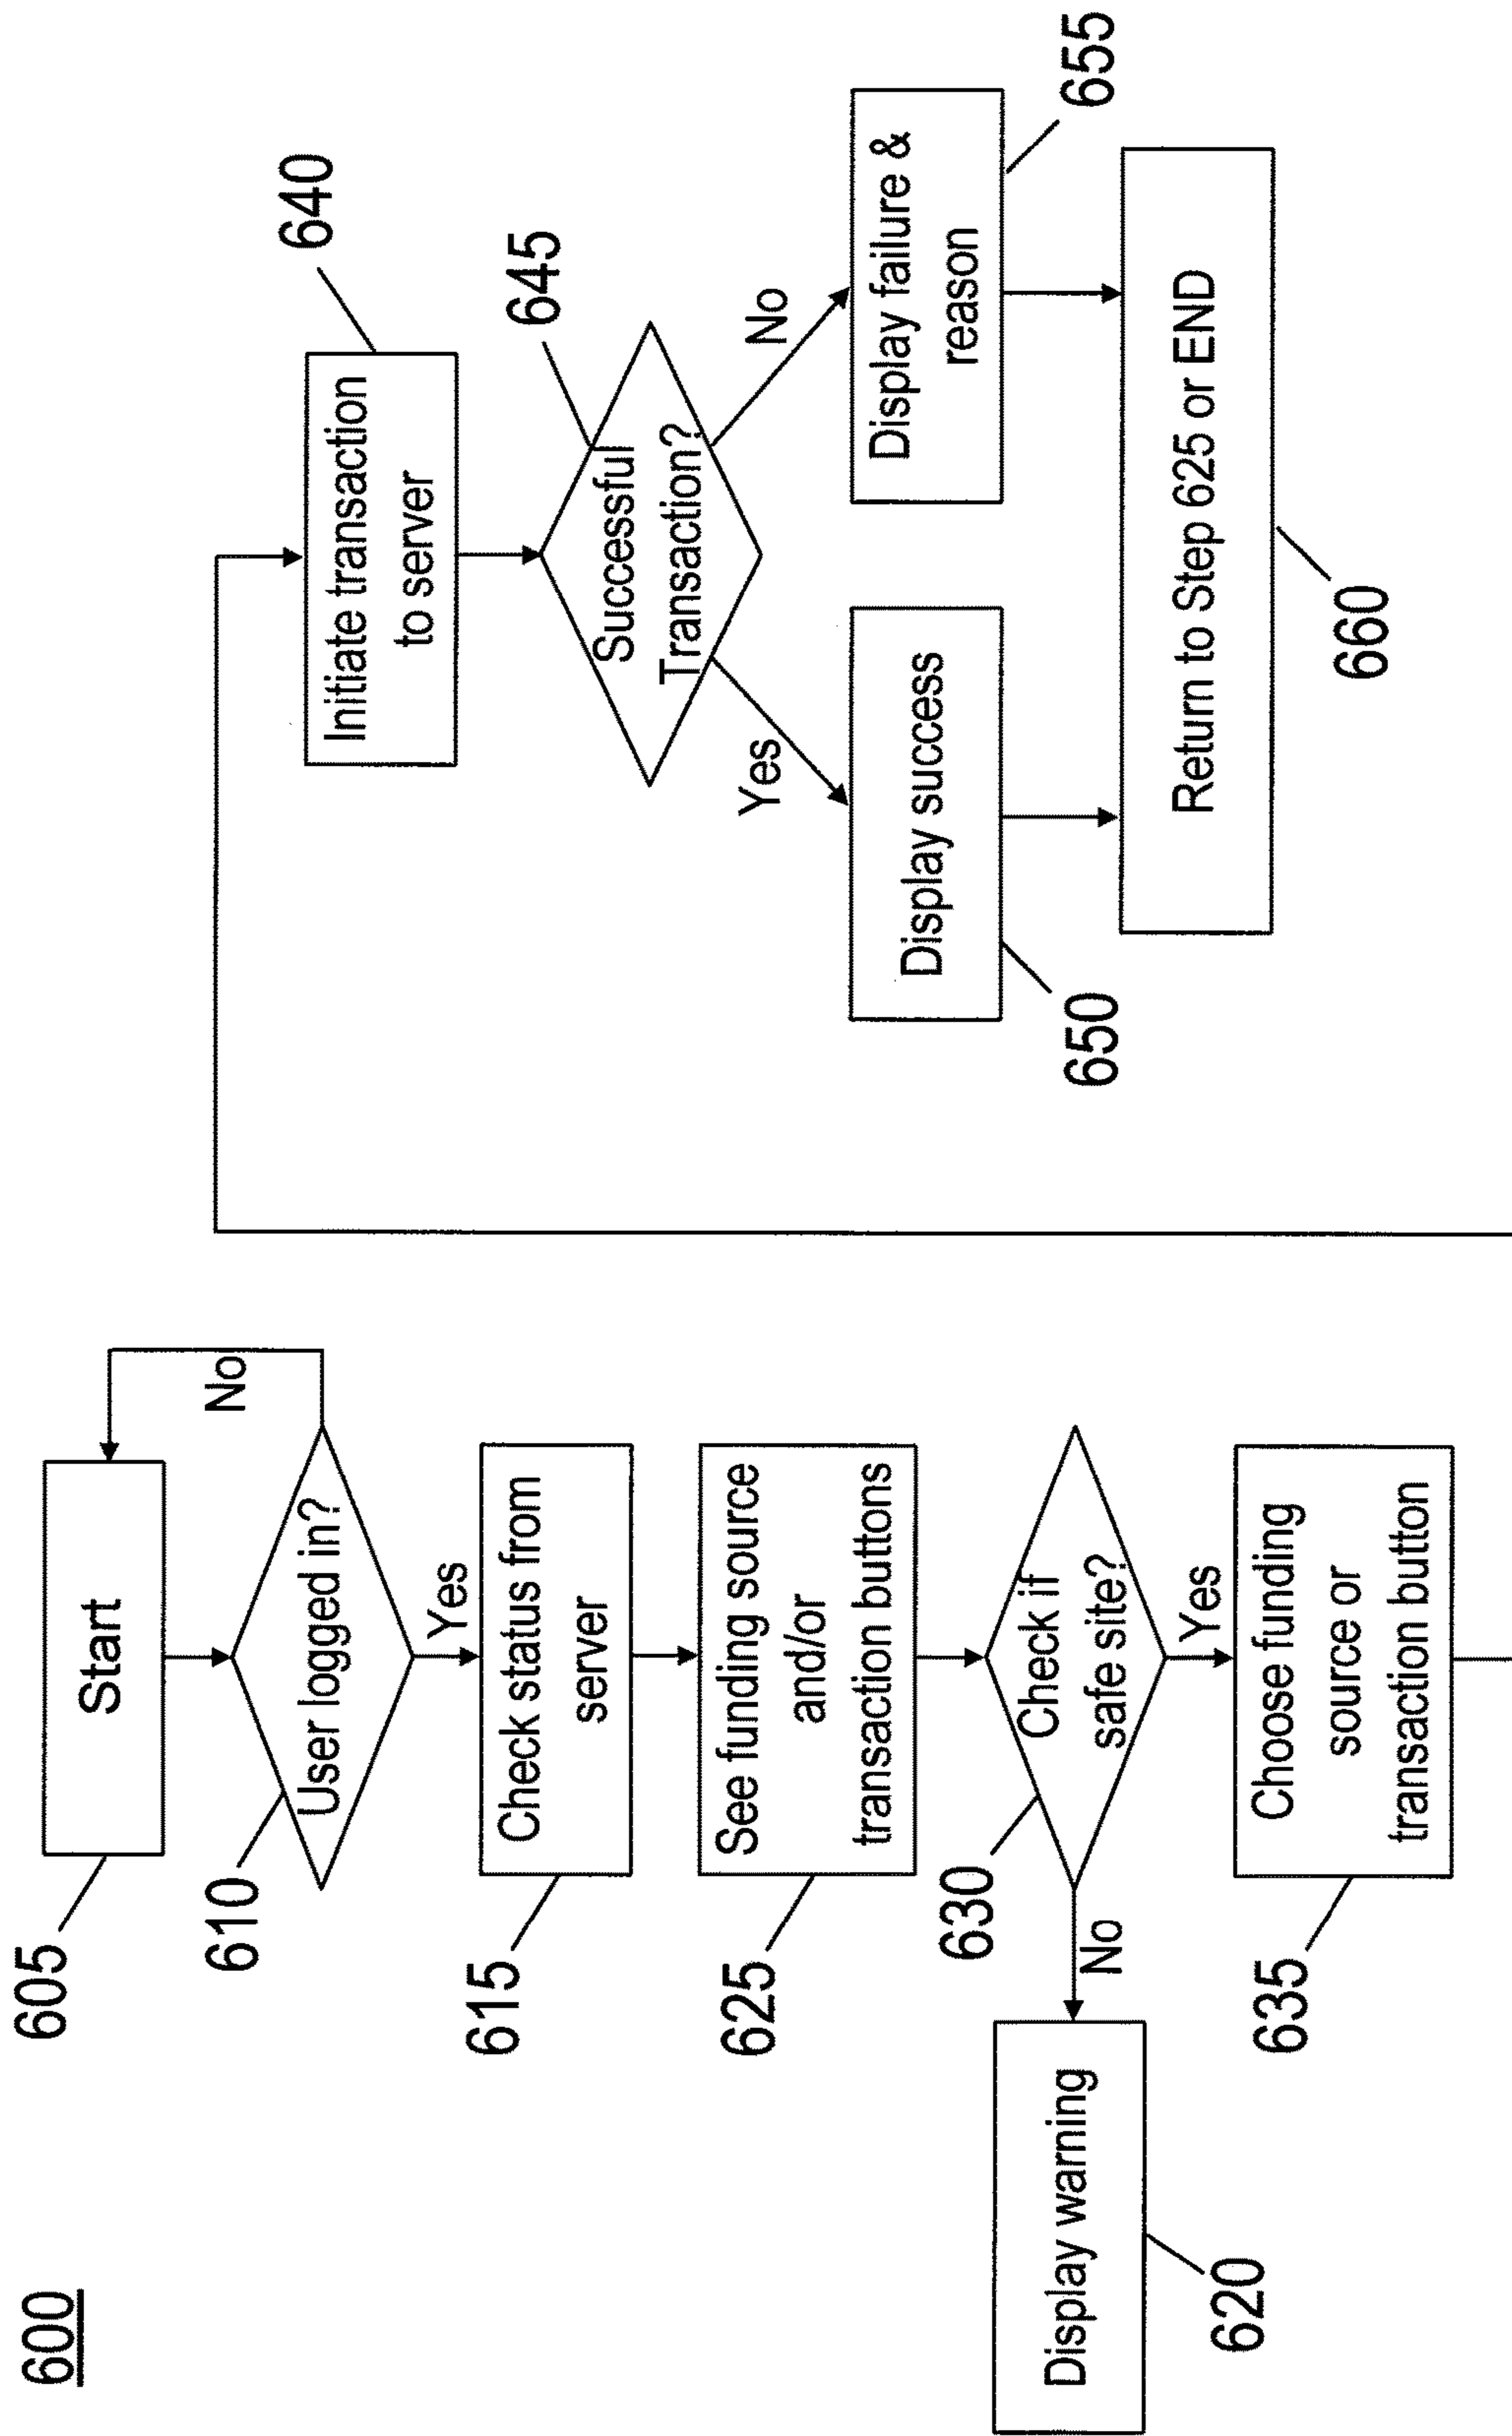 600
605
Start
610
User logged in?
No
Yes
615
Check status from
server
625
See funding source
and/or
transaction buttons
630
Check if
safe site?
No
Yes
Display warning
620
635
Choose funding
source or
transaction button
640
Initiate transaction
to server
645
Successful
Transaction?
Yes
No
Display success
650
Display failure &
reason
655
Return to Step 625 or END
660